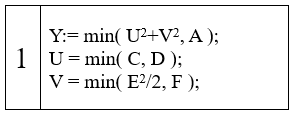 1
Y:= min( U²+V², A );
U = min( C, D );
V = min( E²/2, F );